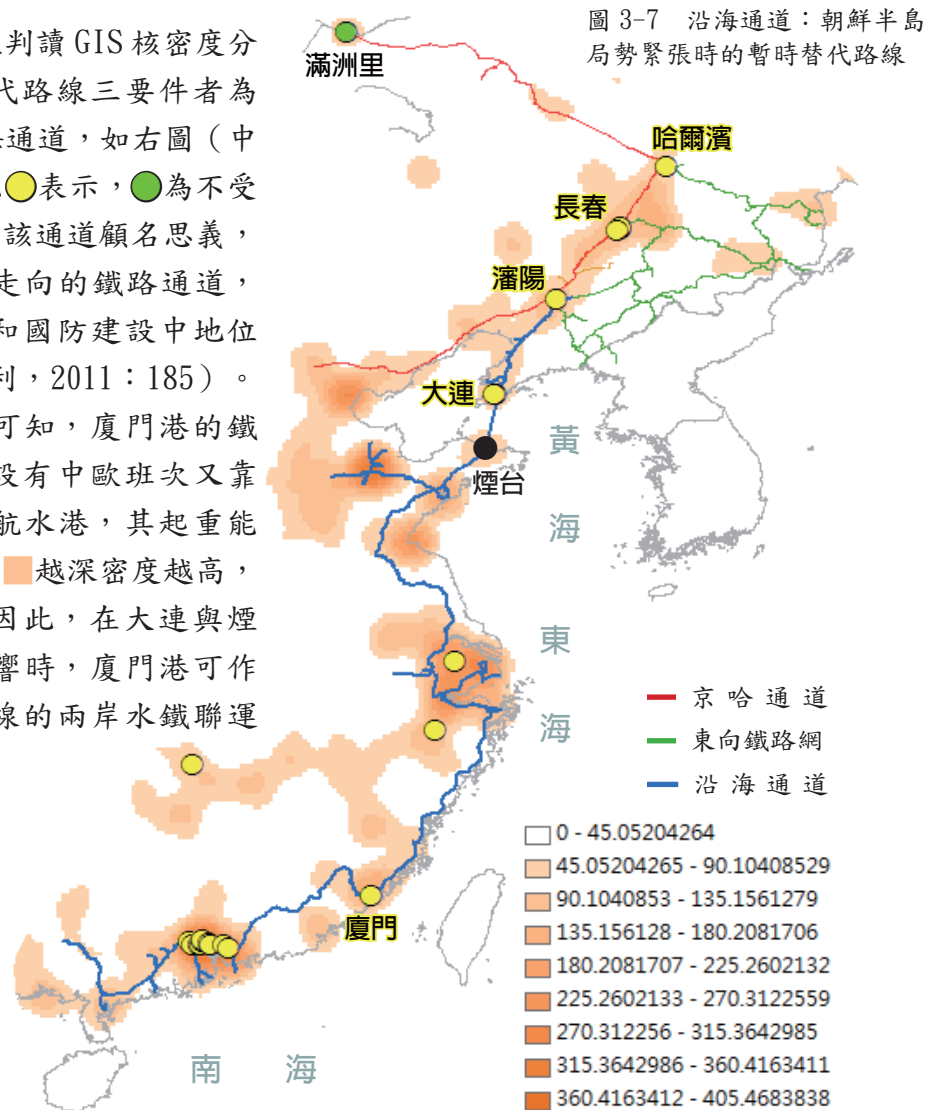 圖 3-7 沿海通道：朝鮮半島
局勢緊張時的暫時替代路線
判讀 GIS 核密度分
代路線三要件者為
通道，如右圖（中
表示，為不受
該通道顧名思義，
走向的鐵路通道，
和國防建設中地位
利，2011：185）。
可知，廈門港的鐵
設有中歐班次又靠
航水港，其起重能
越深密度越高，
因此，在大連與煙
響時，廈門港可作
線的兩岸水鐵聯運
滿洲里
哈爾濱
長春
瀋陽
大連
煙台
黃海
東海
廈門
南海
京哈通道
東向鐵路網
沿海通道
0 - 45.05204264
45.05204265 - 90.10408529
90.1040853 - 135.1561279
135.156128 - 180.2081706
180.2081707 - 225.2602132
225.2602133 - 270.3122559
270.312256 - 315.3642985
315.3642986 - 360.4163411
360.4163412 - 405.4683838